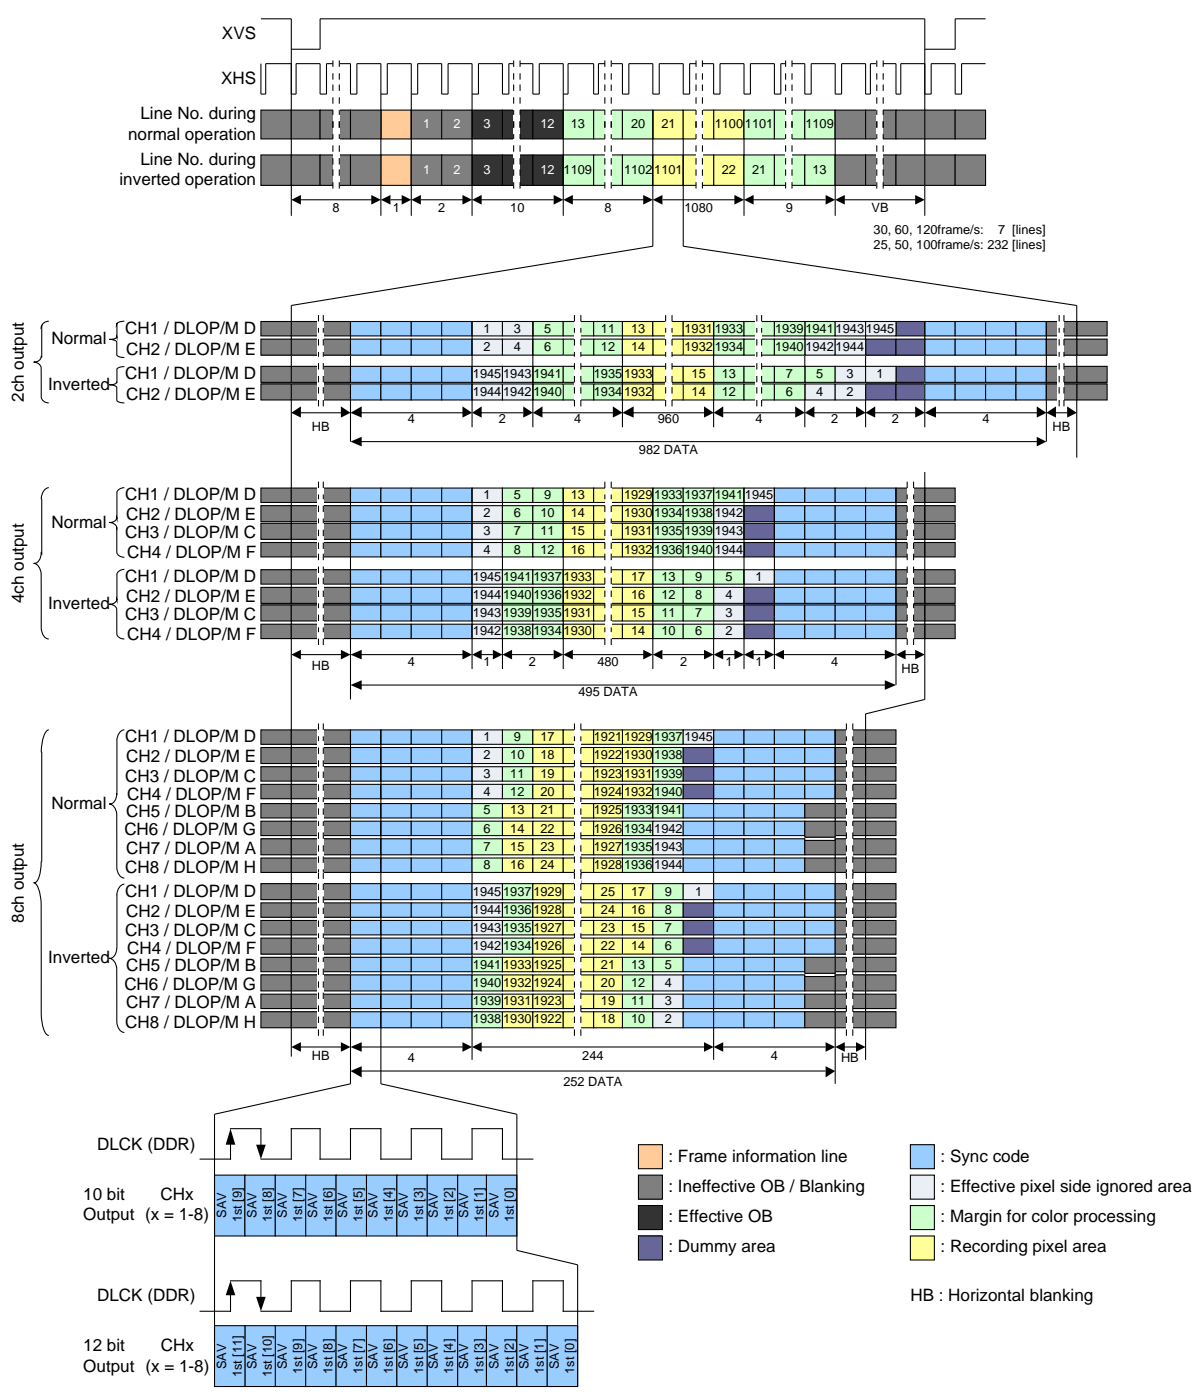 XVS
XHS
Line No. during
normal operation
1 2 3 12 13 20 21 1100 1101 1109
Line No. during
inverted operation
1 2 3 12 1109 1102 1101 22 21 13
8 1 2 10 8 1080 9 VB
30, 60, 120frame/s: 7 [lines]
25, 50, 100frame/s: 232 [lines]
2ch output
Normal
CH1 / DLOP/M D 1 3 5 11 13 1931 1933 1939 1941 1943 1945
CH2 / DLOP/M E 2 4 6 12 14 1932 1934 1940 1942 1944
Inverted
CH1 / DLOP/M D 1945 1943 1941 1935 1933 15 13 7 5 3 1
CH2 / DLOP/M E 1944 1942 1940 1934 1932 14 12 6 4 2
HB 4 2 4 960 4 2 2 4 HB
982 DATA
4ch output
Normal
CH1 / DLOP/M D 1 5 9 13 1929 1933 1937 1941 1945
CH2 / DLOP/M E 2 6 10 14 1930 1934 1938 1942
CH3 / DLOP/M C 3 7 11 15 1931 1935 1939 1943
CH4 / DLOP/M F 4 8 12 16 1932 1936 1940 1944
Inverted
CH1 / DLOP/M D 1945 1941 1937 1933 17 13 9 5 1
CH2 / DLOP/M E 1944 1940 1936 1932 16 12 8 4
CH3 / DLOP/M C 1943 1939 1935 1931 15 11 7 3
CH4 / DLOP/M F 1942 1938 1934 1930 14 10 6 2
HB 4 1 2 480 2 1 1 4 HB
495 DATA
8ch output
Normal
CH1 / DLOP/M D 1 9 17 1921 1929 1937 1945
CH2 / DLOP/M E 2 10 18 1922 1930 1938
CH3 / DLOP/M C 3 11 19 1923 1931 1939
CH4 / DLOP/M F 4 12 20 1924 1932 1940
CH5 / DLOP/M B 5 13 21 1925 1933 1941
CH6 / DLOP/M G 6 14 22 1926 1934 1942
CH7 / DLOP/M A 7 15 23 1927 1935 1943
CH8 / DLOP/M H 8 16 24 1928 1936 1944
Inverted
CH1 / DLOP/M D 1945 1937 1929 25 17 9 1
CH2 / DLOP/M E 1944 1936 1928 24 16 8
CH3 / DLOP/M C 1943 1935 1927 23 15 7
CH4 / DLOP/M F 1942 1934 1926 22 14 6
CH5 / DLOP/M B 1941 1933 1925 21 13 5
CH6 / DLOP/M G 1940 1932 1924 20 12 4
CH7 / DLOP/M A 1939 1931 1923 19 11 3
CH8 / DLOP/M H 1938 1930 1922 18 10 2
HB 4 244 4 HB
252 DATA
DLCK (DDR)
10 bit CHx
Output (x = 1-8)
SAV 1st [9] SAV 1st [8] SAV 1st [7] SAV 1st [6] SAV 1st [5] SAV 1st [4] SAV 1st [3] SAV 1st [2] SAV 1st [1] SAV 1st [0]
DLCK (DDR)
12 bit CHx
Output (x = 1-8)
SAV 1st [11] SAV 1st [10] SAV 1st [9] SAV 1st [8] SAV 1st [7] SAV 1st [6] SAV 1st [5] SAV 1st [4] SAV 1st [3] SAV 1st [2] SAV 1st [1] SAV 1st [0]
: Frame information line
: Ineffective OB / Blanking
: Effective OB
: Dummy area
: Sync code
: Effective pixel side ignored area
: Margin for color processing
: Recording pixel area
HB : Horizontal blanking